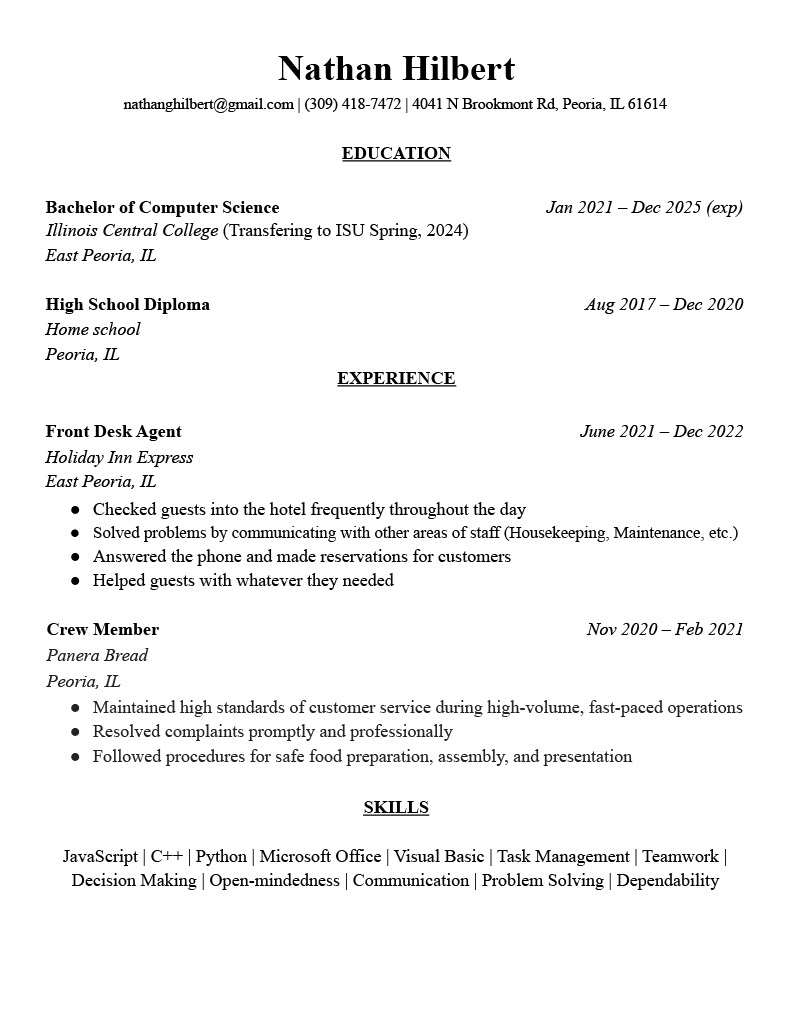 Nathan Hilbert
nathanghilbert@gmail.com | (309) 418-7472 | 4041 N Brookmont Rd, Peoria, IL 61614
EDUCATION
Bachelor of Computer Science Jan 2021 – Dec 2025 (exp)
Illinois Central College (Transfering to ISU Spring, 2024)
East Peoria, IL
High School Diploma Aug 2017 – Dec 2020
Home school
Peoria, IL
EXPERIENCE
Front Desk Agent June 2021 – Dec 2022
Holiday Inn Express
East Peoria, IL
● Checked guests into the hotel frequently throughout the day
● Solved problems by communicating with other areas of staff (Housekeeping, Maintenance, etc.)
● Answered the phone and made reservations for customers
● Helped guests with whatever they needed
Crew Member Nov 2020 – Feb 2021
Panera Bread
Peoria, IL
● Maintained high standards of customer service during high-volume, fast-paced operations
● Resolved complaints promptly and professionally
● Followed procedures for safe food preparation, assembly, and presentation
SKILLS
JavaScript | C++ | Python | Microsoft Office | Visual Basic | Task Management | Teamwork |
Decision Making | Open-mindedness | Communication | Problem Solving | Dependability